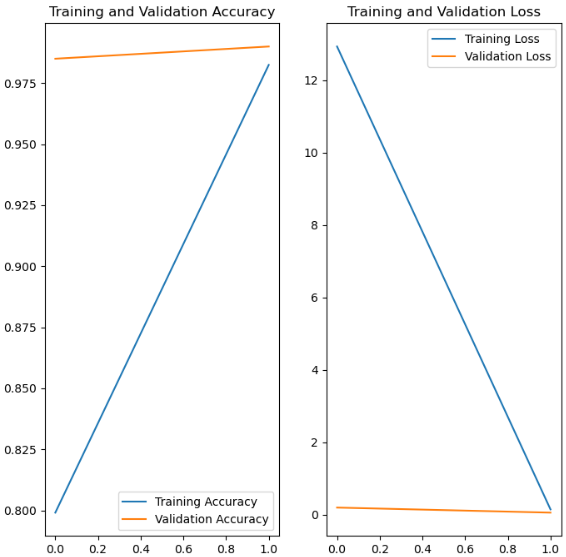 Training and Validation Accuracy
0.975
0.950
0.925
0.900
0.875
0.850
0.825
0.800
Training Accuracy
Validation Accuracy
0.0 0.2 0.4 0.6 0.8 1.0
Training and Validation Loss
Training Loss
Validation Loss
12
10
8
6
4
2
0
0.0 0.2 0.4 0.6 0.8 1.0